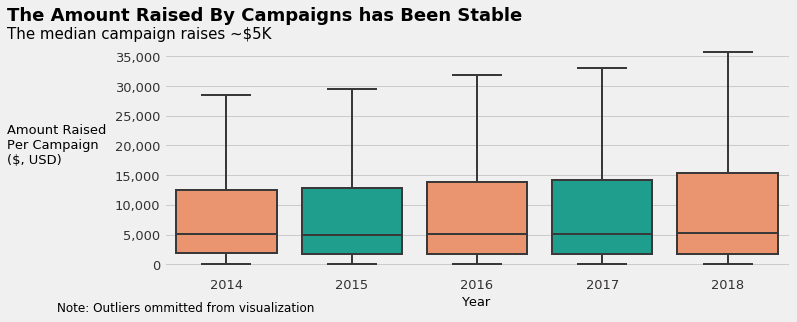 The Amount Raised By Campaigns has Been Stable
The median campaign raises ~$5K
35,000
30,000
25,000
20,000
15,000
10,000
5,000
0
Amount Raised
Per Campaign
($, USD)
2014 2015 2016 2017 2018
Year
Note: Outliers ommitted from visualization